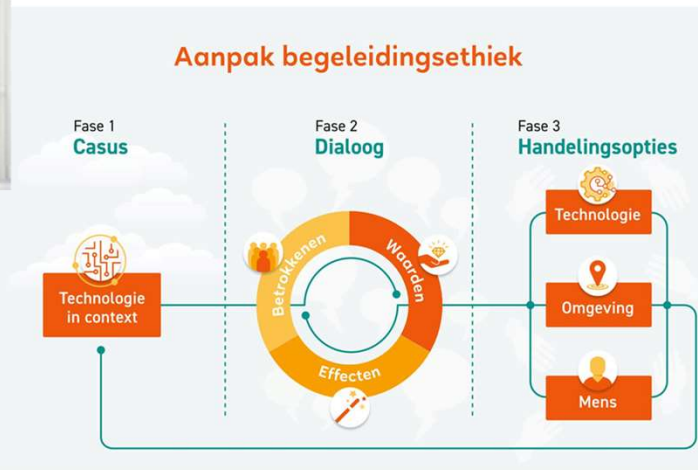 Aanpak begeleidingsethiek
Fase 1
Casus
Technologie
in context
Fase 2
Dialoog
Betrokkenen
Waarden
Effecten
Fase 3
Handelingsopties
Technologie
Omgeving
Mens